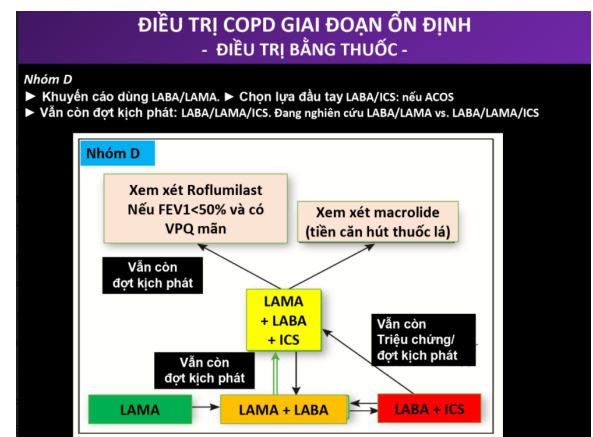 ĐIỀU TRỊ COPD GIAI ĐOẠN ỔN ĐỊNH
- ĐIỀU TRỊ BẰNG THUỐC -
Nhóm D
► Khuyến cáo dùng LABA/LAMA. ► Chọn lựa đầu tay LABA/ICS: nếu ACOS
► Vẫn còn đợt kịch phát: LABA/LAMA/ICS. Đang nghiên cứu LABA/LAMA vs. LABA/LAMA/ICS
Nhóm D
Xem xét Roflumilast
Nếu FEV1<50% và có
VPQ mãn
Xem xét macrolide
(tiền căn hút thuốc lá)
Vẫn còn
đợt kịch phát
LAMA
+ LABA
+ ICS
Vẫn còn
Triệu chứng/
đợt kịch phát
Vẫn còn
đợt kịch phát
LAMA
LAMA + LABA
LABA + ICS